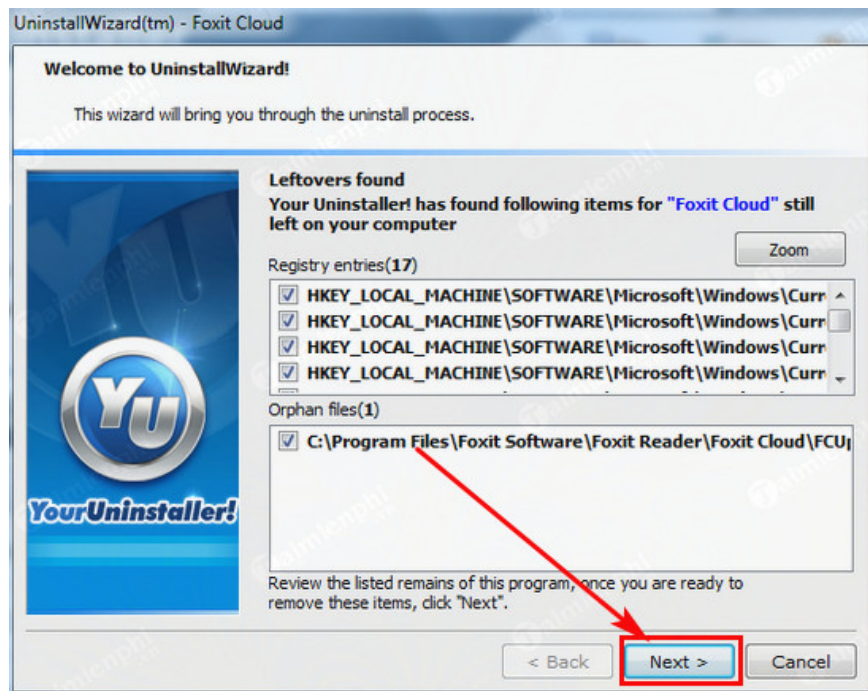 UninstallWizard(tm) - Foxit Cloud
Welcome to UninstallWizard!
This wizard will bring you through the uninstall process.
Leftovers found
Your Uninstaller! has found following items for "Foxit Cloud" still
left on your computer
Zoom
Registry entries(17)
HKEY_LOCAL_MACHINE\SOFTWARE\Microsoft\Windows\Curr
HKEY_LOCAL_MACHINE\SOFTWARE\Microsoft\Windows\Curr
HKEY_LOCAL_MACHINE\SOFTWARE\Microsoft\Windows\Curr
HKEY_LOCAL_MACHINE\SOFTWARE\Microsoft\Windows\Curr
Orphan files(1)
C:\Program Files\Foxit Software\Foxit Reader\Foxit Cloud\FCUp
YU
YourUninstaller!
Review the listed remains of this program, once you are ready to
remove these items, click "Next".
< Back
Next >
Cancel